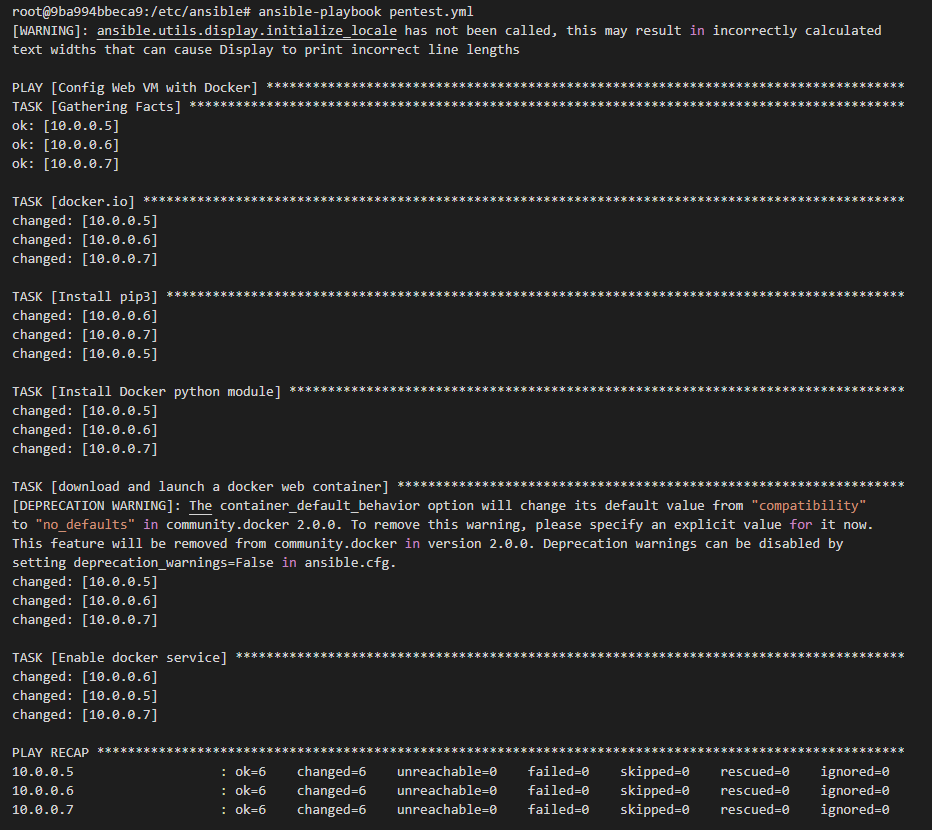 root@9ba994bbeca9:/etc/ansible# ansible-playbook pentest.yml
[WARNING]: ansible.utils.display.initialize_locale has not been called, this may result in incorrectly calculated
text widths that can cause Display to print incorrect line lengths
PLAY [Config Web VM with Docker] ***********************************************************************************
TASK [Gathering Facts] *********************************************************************************************
ok: [10.0.0.5]
ok: [10.0.0.6]
ok: [10.0.0.7]
TASK [docker.io] ***************************************************************************************************
changed: [10.0.0.5]
changed: [10.0.0.6]
changed: [10.0.0.7]
TASK [Install pip3] ************************************************************************************************
changed: [10.0.0.6]
changed: [10.0.0.7]
changed: [10.0.0.5]
TASK [Install Docker python module] ********************************************************************************
changed: [10.0.0.5]
changed: [10.0.0.6]
changed: [10.0.0.7]
TASK [download and launch a docker web container] ******************************************************************
[DEPRECATION WARNING]: The container_default_behavior option will change its default value from "compatibility"
to "no_defaults" in community.docker 2.0.0. To remove this warning, please specify an explicit value for it now.
This feature will be removed from community.docker in version 2.0.0. Deprecation warnings can be disabled by
setting deprecation_warnings=False in ansible.cfg.
changed: [10.0.0.5]
changed: [10.0.0.6]
changed: [10.0.0.7]
TASK [Enable docker service] ***************************************************************************************
changed: [10.0.0.6]
changed: [10.0.0.5]
changed: [10.0.0.7]
PLAY RECAP *********************************************************************************************************
10.0.0.5 : ok=6 changed=6 unreachable=0 failed=0 skipped=0 rescued=0 ignored=0
10.0.0.6 : ok=6 changed=6 unreachable=0 failed=0 skipped=0 rescued=0 ignored=0
10.0.0.7 : ok=6 changed=6 unreachable=0 failed=0 skipped=0 rescued=0 ignored=0